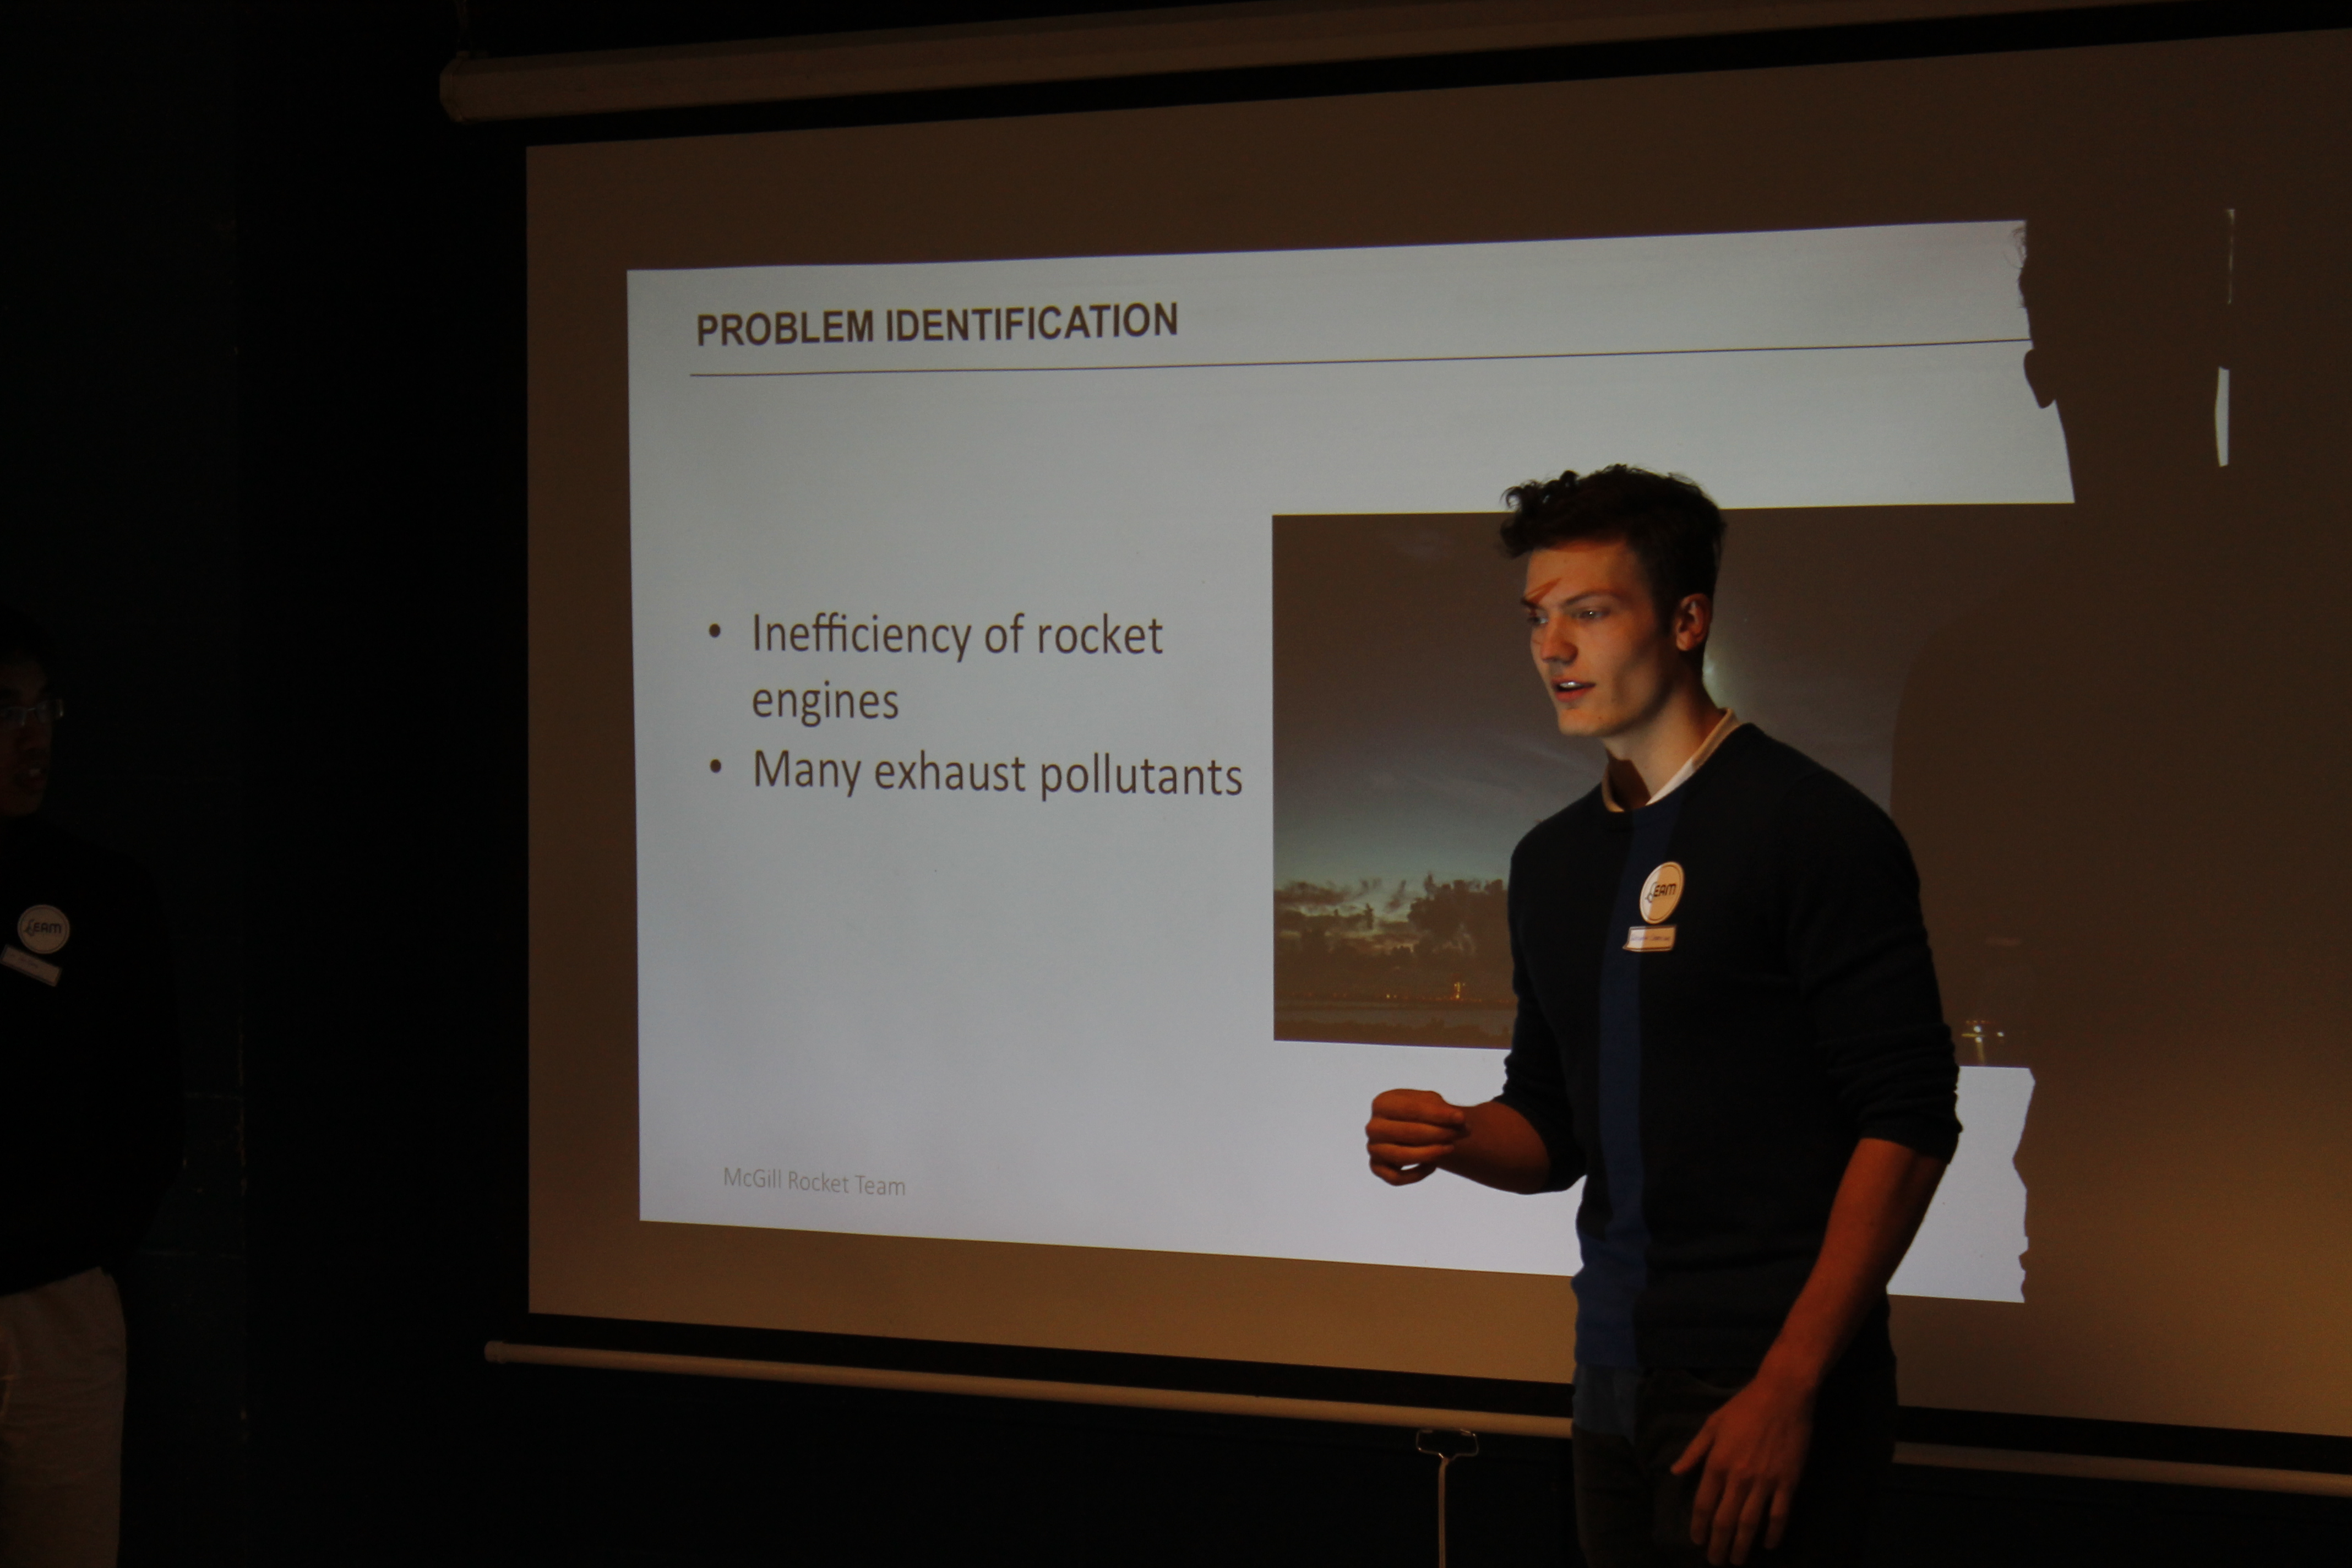 PROBLEM IDENTIFICATION
• Inefficiency of rocket
engines
• Many exhaust pollutants
McGill Rocket Team